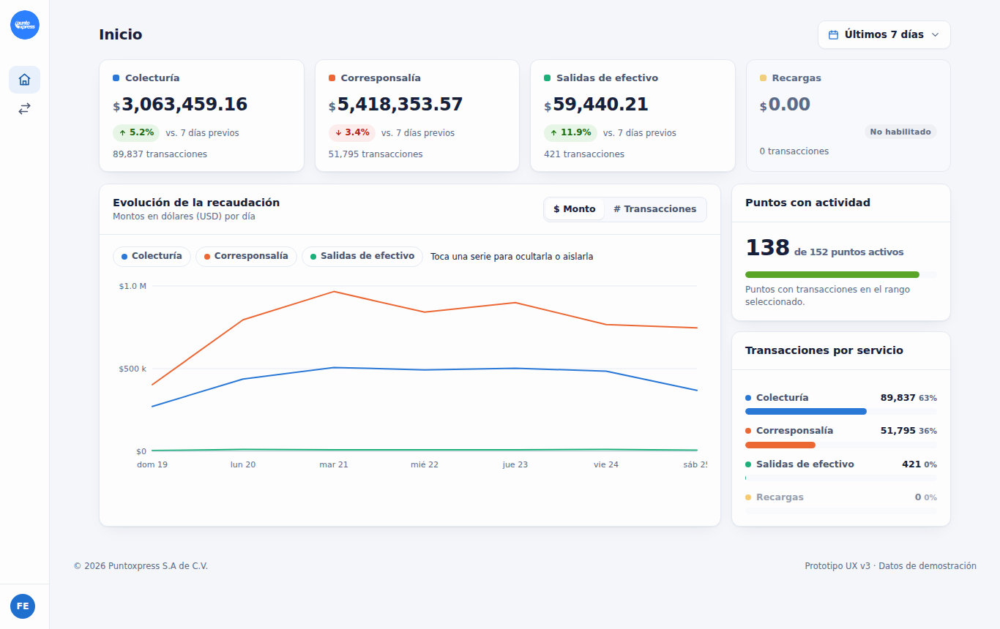 punto
xpress
Inicio
Últimos 7 días
Colecturía
$3,063,459.16
5.2% vs. 7 días previos
89,837 transacciones
Corresponsalía
$5,418,353.57
3.4% vs. 7 días previos
51,795 transacciones
Salidas de efectivo
$59,440.21
11.9% vs. 7 días previos
421 transacciones
Recargas
$0.00
No habilitado
0 transacciones
Evolución de la recaudación
Montos en dólares (USD) por día
$ Monto # Transacciones
Colecturía Corresponsalía Salidas de efectivo Toca una serie para ocultarla o aislarla
$1.0 M
$500 k
$0
dom 19 lun 20 mar 21 mié 22 jue 23 vie 24 sáb 25
Puntos con actividad
138 de 152 puntos activos
Puntos con transacciones en el rango
seleccionado.
Transacciones por servicio
Colecturía 89,837 63%
Corresponsalía 51,795 36%
Salidas de efectivo 421 0%
Recargas 0 0%
© 2026 Puntoxpress S.A de C.V.
Prototipo UX v3 · Datos de demostración
FE